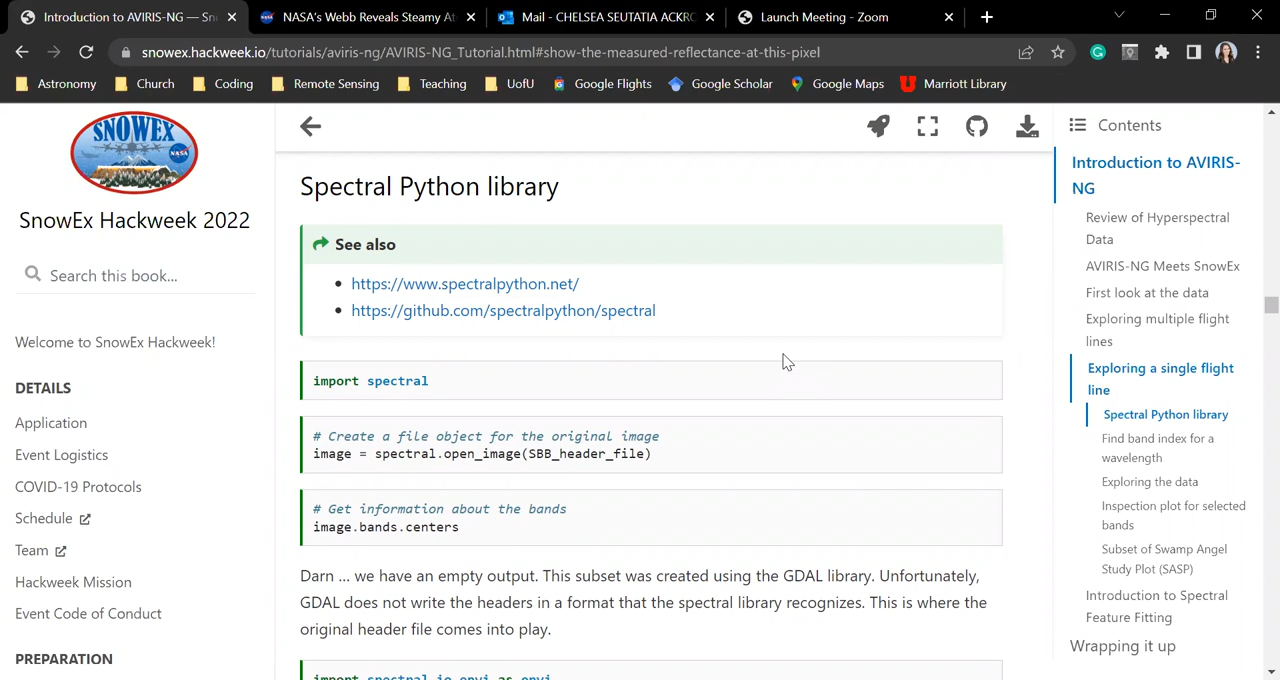 Introduction to AVIRIS-NG — Sn
NASA's Webb Reveals Steamy At
Mail - CHELSEA SEUTATIA ACKRO
Launch Meeting - Zoom
snowex.hackweek.io/tutorials/aviris-ng/AVIRIS-NG_Tutorial.html#show-the-measured-reflectance-at-this-pixel
Astronomy
Church
Coding
Remote Sensing
Teaching
UofU
Google Flights
Google Scholar
Google Maps
Marriott Library
SNOWEX
NASA
SnowEx Hackweek 2022
Search this book...
Welcome to SnowEx Hackweek!
DETAILS
Application
Event Logistics
COVID-19 Protocols
Schedule
Team
Hackweek Mission
Event Code of Conduct
PREPARATION
Spectral Python library
See also
https://www.spectralpython.net/
https://github.com/spectralpython/spectral
import spectral
# Create a file object for the original image
image = spectral.open_image(SBB_header_file)
# Get information about the bands
image.bands.centers
Darn ... we have an empty output. This subset was created using the GDAL library. Unfortunately,
GDAL does not write the headers in a format that the spectral library recognizes. This is where the
original header file comes into play.
import spectral.io.envi as envi
Contents
Introduction to AVIRIS-
NG
Review of Hyperspectral
Data
AVIRIS-NG Meets SnowEx
First look at the data
Exploring multiple flight
lines
Exploring a single flight
line
Spectral Python library
Find band index for a
wavelength
Exploring the data
Inspection plot for selected
bands
Subset of Swamp Angel
Study Plot (SASP)
Introduction to Spectral
Feature Fitting
Wrapping it up